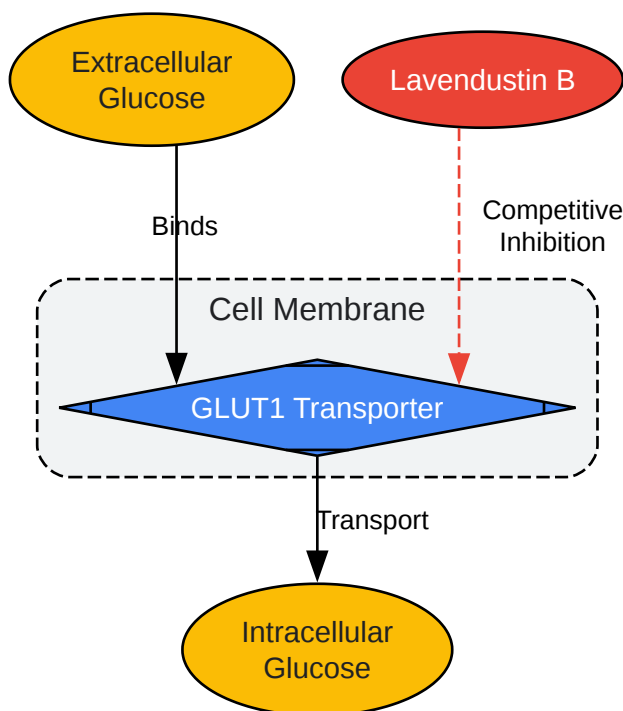 Extracellular
Glucose
Lavendustin B
Binds
Competitive
Inhibition
Cell Membrane
GLUT1 Transporter
Transport
Intracellular
Glucose